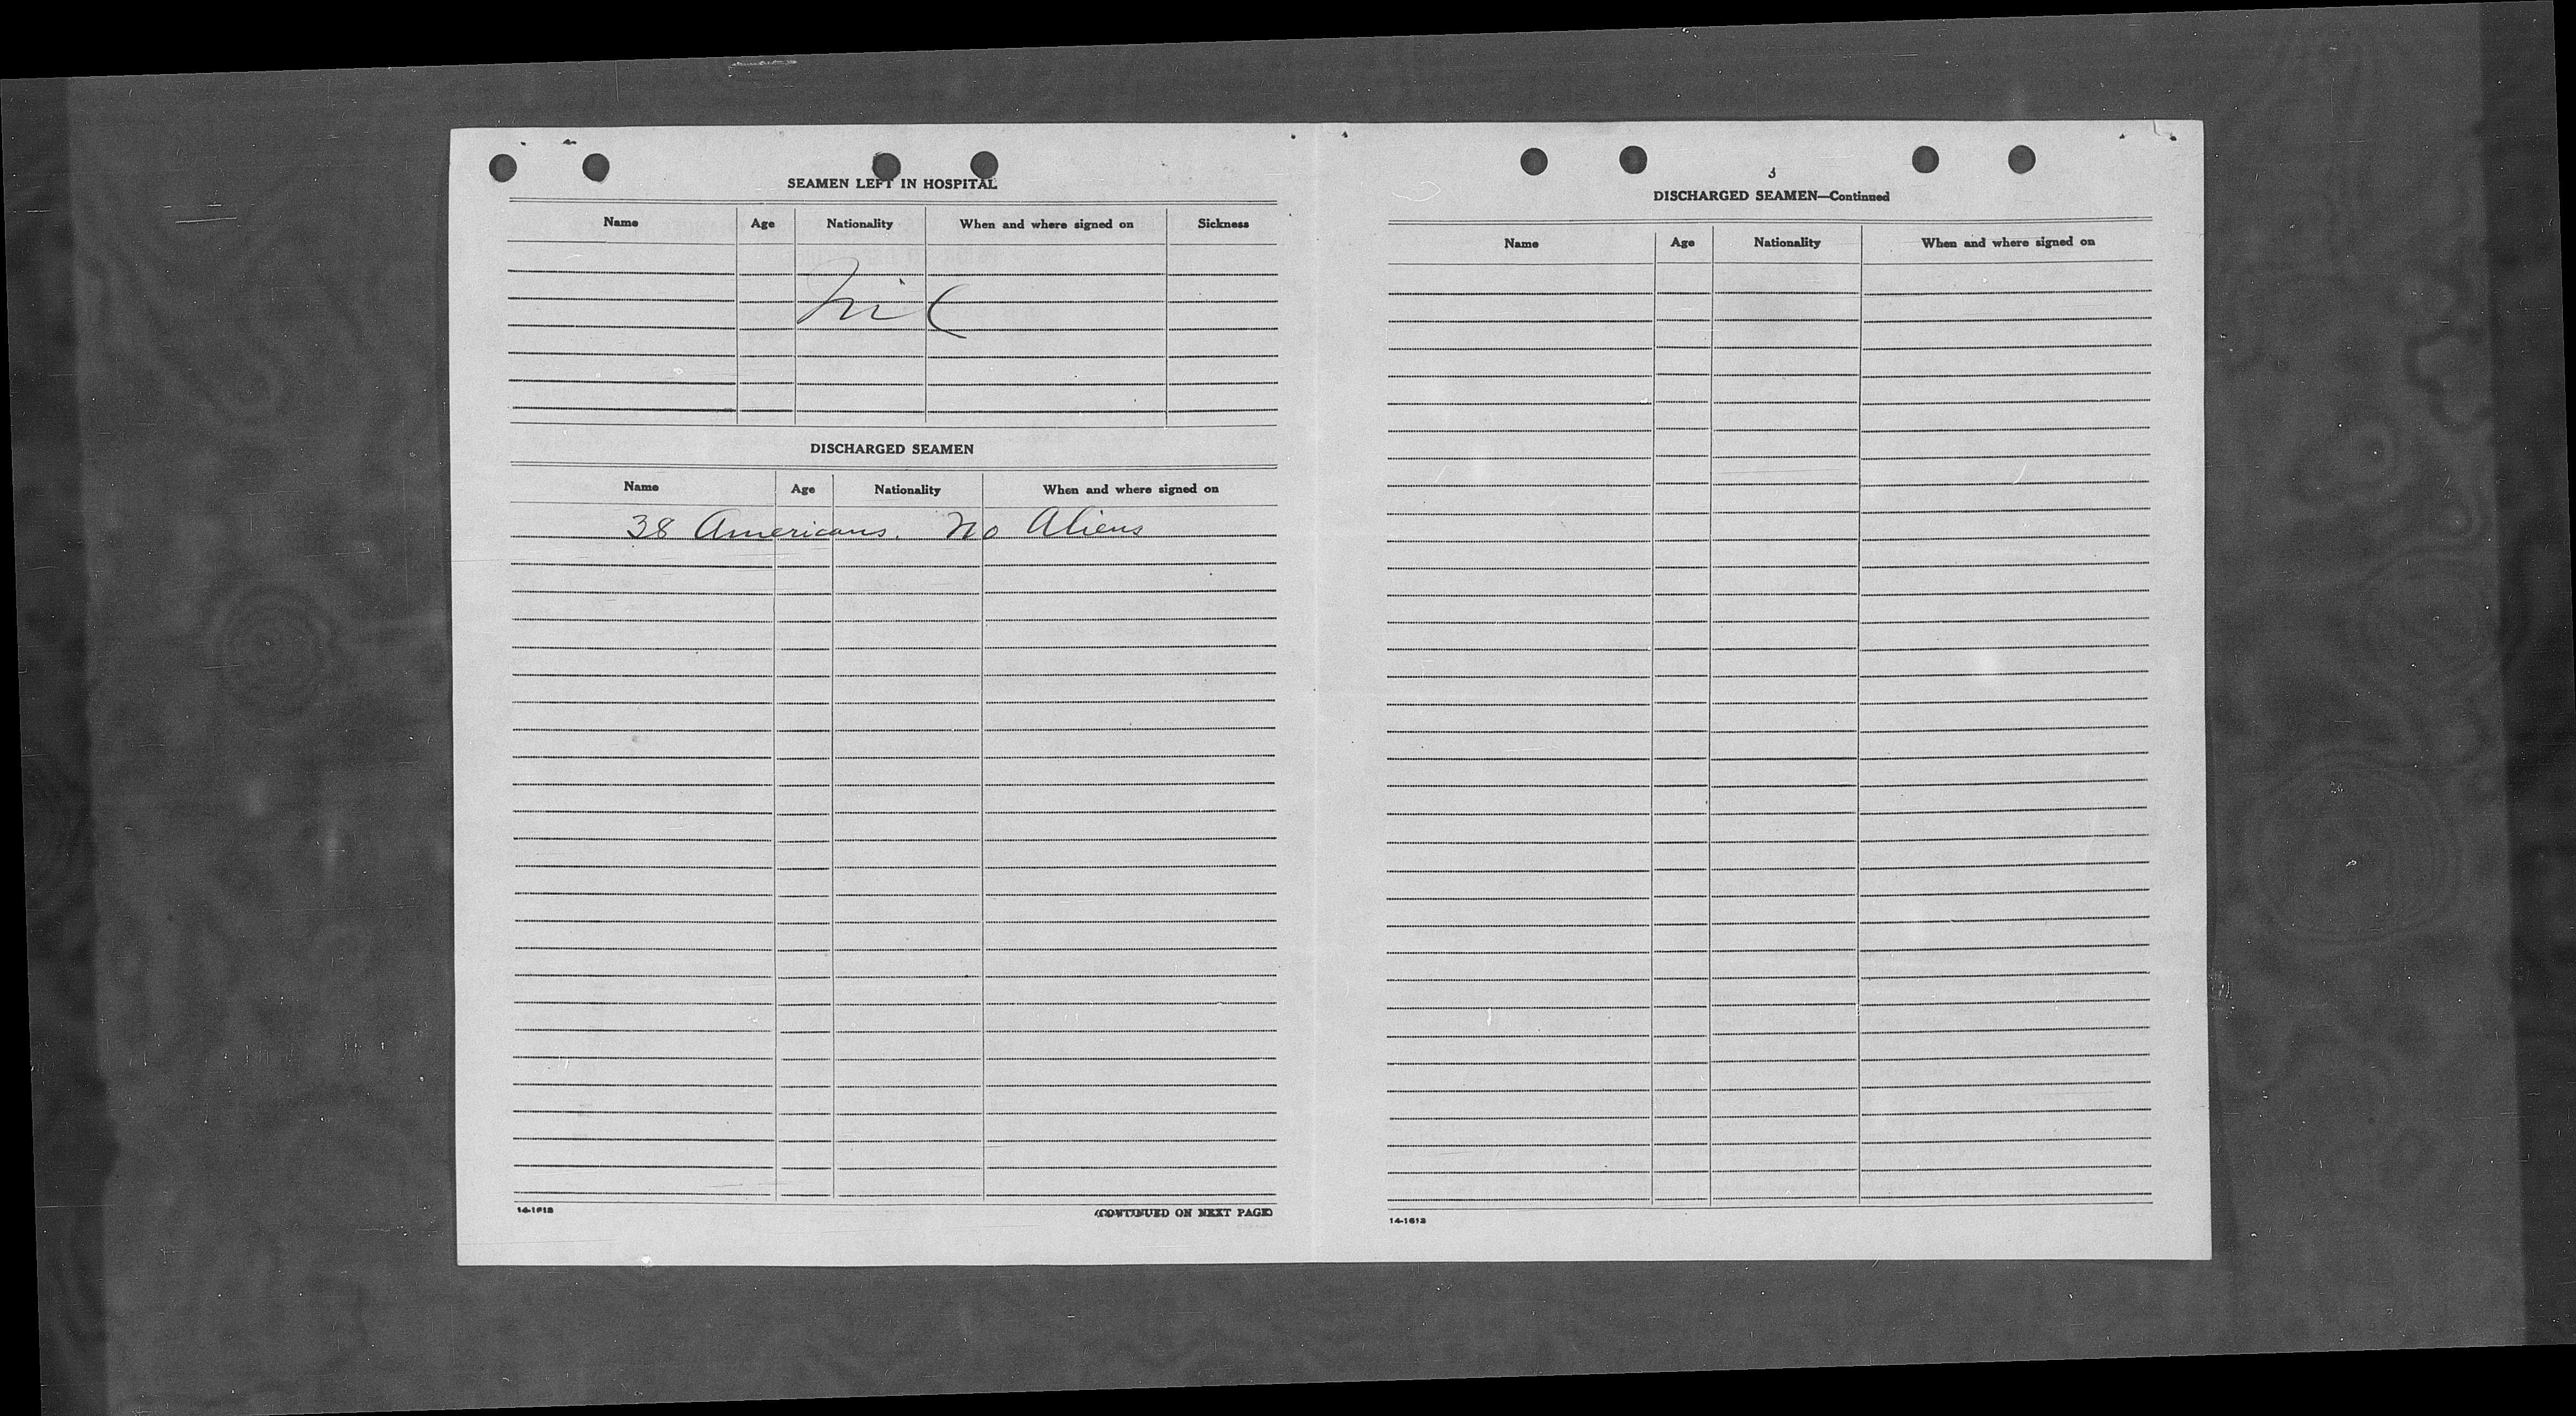 SEAMEN LEFT IN HOSPITAL
Name Age Nationality When and where signed on Sickness
Nil
DISCHARGED SEAMEN
Name Age Nationality When and where signed on
38 Americans. No Aliens
14-1613
(CONTINUED ON NEXT PAGE)
3
DISCHARGED SEAMEN—Continued
Name Age Nationality When and where signed on
14-1613